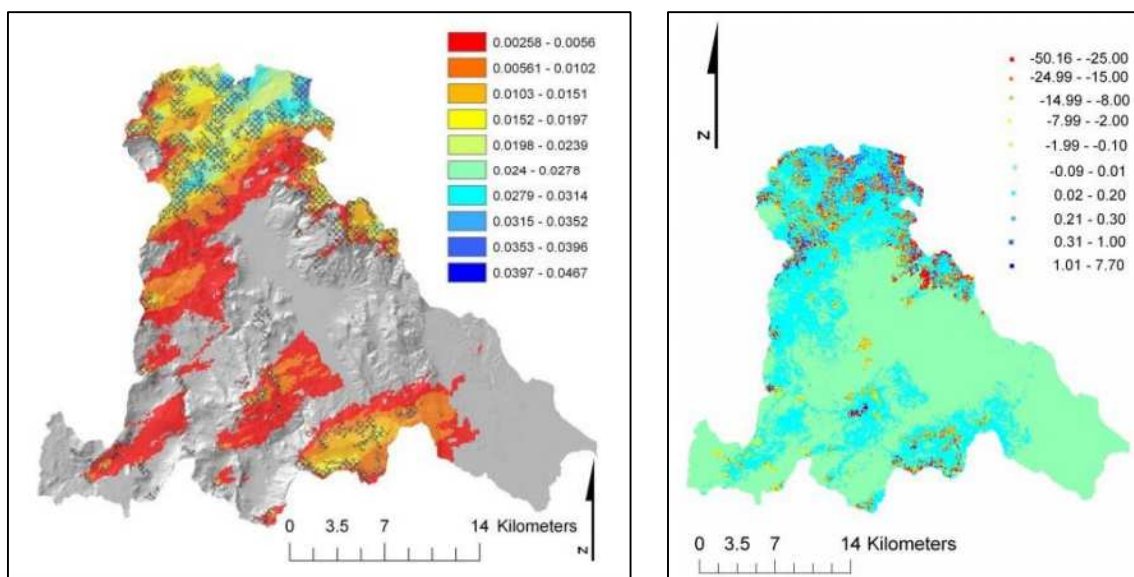 0.00258 - 0.0056
0.00561 - 0.0102
0.0103 - 0.0151
0.0152 - 0.0197
0.0198 - 0.0239
0.024 - 0.0278
0.0279 - 0.0314
0.0315 - 0.0352
0.0353 - 0.0396
0.0397 - 0.0467
N
0 3.5 7 14 Kilometers
-50.16 - -25.00
-24.99 - -15.00
-14.99 - -8.00
-7.99 - -2.00
-1.99 - -0.10
-0.09 - 0.01
0.02 - 0.20
0.21 - 0.30
0.31 - 1.00
1.01 - 7.70
N
0 3.5 7 14 Kilometers